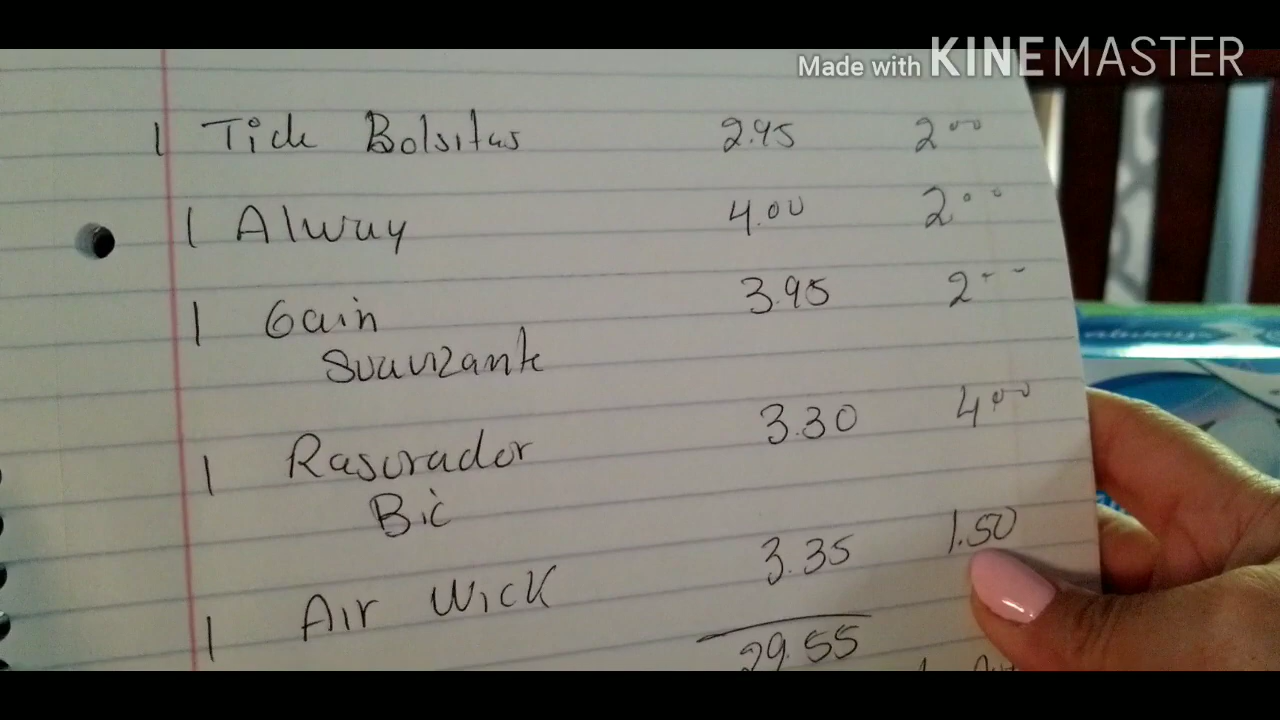 Made with KINEMASTER
1 Tide Bolsitas 2.95 2 00
1 Alway 4.00 2 00
1 Gain 3.95 2 - -
Suavizante
1 Rasurador 3.30 4 00
Bic
1 Air Wick 3.35 1.50
29.55
always